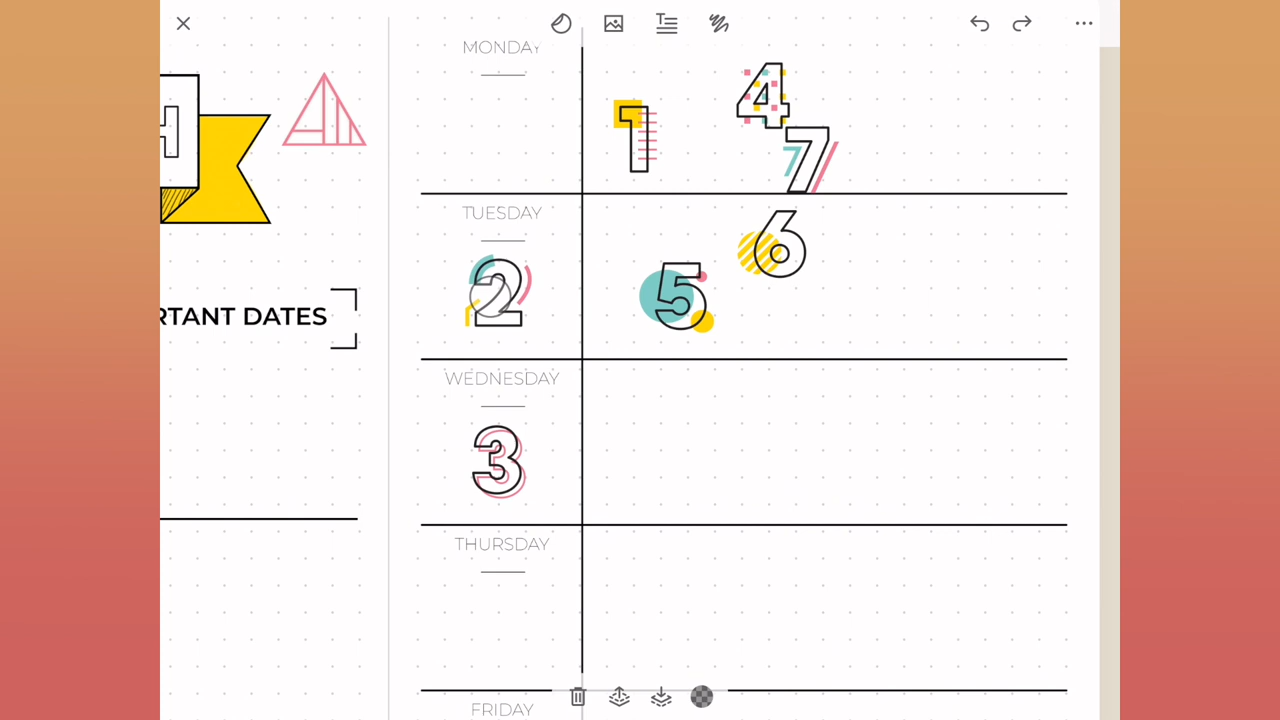 MONDAY
4
1
H
7
TUESDAY
6
2
5
RTANT DATES
WEDNESDAY
3
THURSDAY
FRIDAY